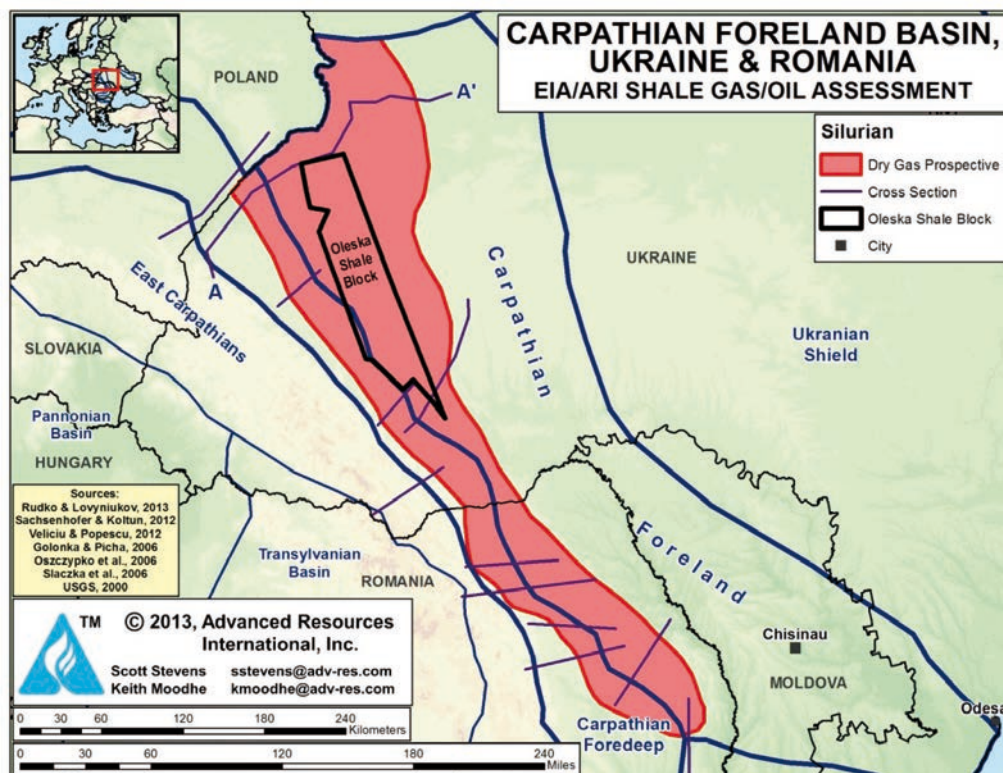 CARPATHIAN FORELAND BASIN,
UKRAINE & ROMANIA
EIA/ARI SHALE GAS/OIL ASSESSMENT
Silurian
Dry Gas Prospective
Cross Section
Oleska Shale Block
City
POLAND
A'
Oleska
Shale
Block
A
East Carpathians
Carpathian
UKRAINE
Ukranian
Shield
SLOVAKIA
Pannonian
Basin
HUNGARY
Sources:
Rudko & Lovyniukov, 2013
Sachsenhofer & Koltun, 2012
Veliciu & Popescu, 2012
Golonka & Picha, 2006
Oszczypko et al., 2006
Slaczka et al., 2006
USGS, 2000
Transylvanian
Basin
ROMANIA
Foreland
Chisinau
MOLDOVA
Odesa
Carpathian
Foredeep
TM
© 2013, Advanced Resources
International, Inc.
Scott Stevens sstevens@adv-res.com
Keith Moodhe kmoodhe@adv-res.com
0 30 60 120 180 240
Kilometers
0 30 60 120 180 240
Miles